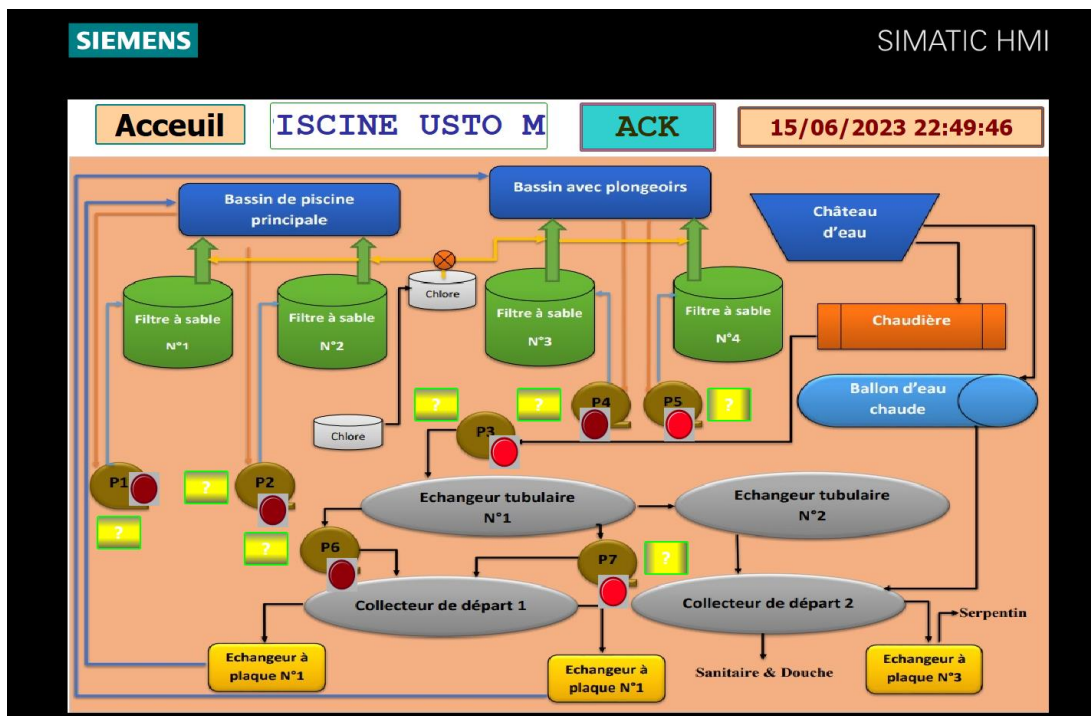 SIEMENS
SIMATIC HMI
Acceuil
ISCINE USTO M
ACK
15/06/2023 22:49:46
Bassin de piscine
principale
Bassin avec plongeoirs
Château
d'eau
Filtre à sable
N°1
Filtre à sable
N°2
Chlore
Filtre à sable
N°3
Filtre à sable
N°4
Chaudière
Ballon d'eau
chaude
?
?
P4
P5
?
Chlore
P3
P1
?
P2
?
?
Echangeur tubulaire
N°1
Echangeur tubulaire
N°2
P6
P7
?
Collecteur de départ 1
Collecteur de départ 2
Serpentin
Echangeur à
plaque N°1
Echangeur à
plaque N°1
Sanitaire & Douche
Echangeur à
plaque N°3